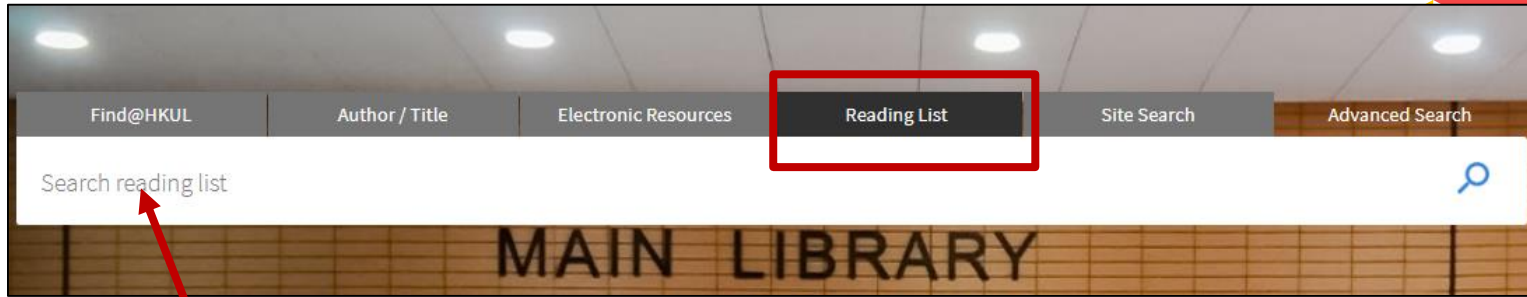 Find@HKUL Author / Title Electronic Resources Reading List Site Search Advanced Search
Search reading list
MAIN LIBRARY